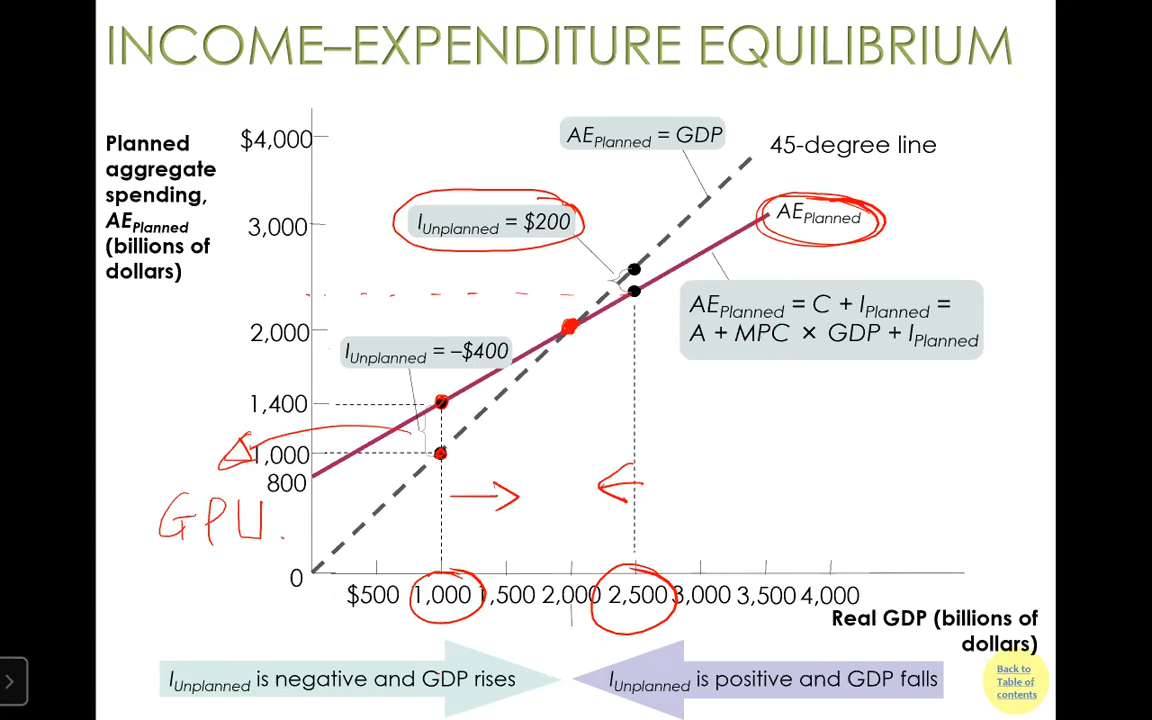 INCOME–EXPENDITURE EQUILIBRIUM
Planned
aggregate
spending,
AEPlanned
(billions of
dollars)
$4,000
3,000
2,000
1,400
1,000
800
0
AEPlanned = GDP
45-degree line
IUnplanned = $200
AEPlanned
AEPlanned = C + IPlanned =
A + MPC × GDP + IPlanned
IUnplanned = –$400
GPU.
$500 1,000 1,500 2,000 2,500 3,000 3,500 4,000
Real GDP (billions of
dollars)
IUnplanned is negative and GDP rises
IUnplanned is positive and GDP falls
Back to
Table of
contents